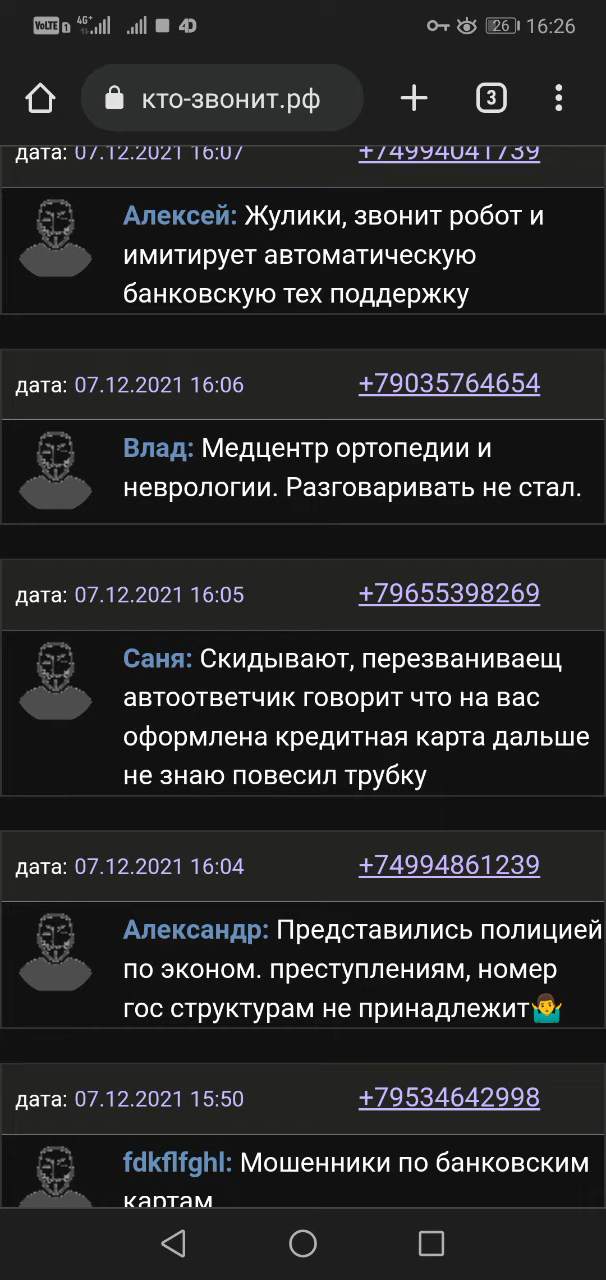 VoLTE 4G+ 4D 26 16:26
кто-звонит.рф 3
дата: 07.12.2021 16:07 +74994041739
Алексей: Жулики, звонит робот и
имитирует автоматическую
банковскую тех поддержку
дата: 07.12.2021 16:06 +79035764654
Влад: Медцентр ортопедии и
неврологии. Разговаривать не стал.
дата: 07.12.2021 16:05 +79655398269
Саня: Скидывают, перезваниваещ
автоответчик говорит что на вас
оформлена кредитная карта дальше
не знаю повесил трубку
дата: 07.12.2021 16:04 +74994861239
Александр: Представились полицией
по эконом. преступлениям, номер
гос структурам не принадлежит🤷‍♂️
дата: 07.12.2021 15:50 +79534642998
fdkflfghl: Мошенники по банковским
картам